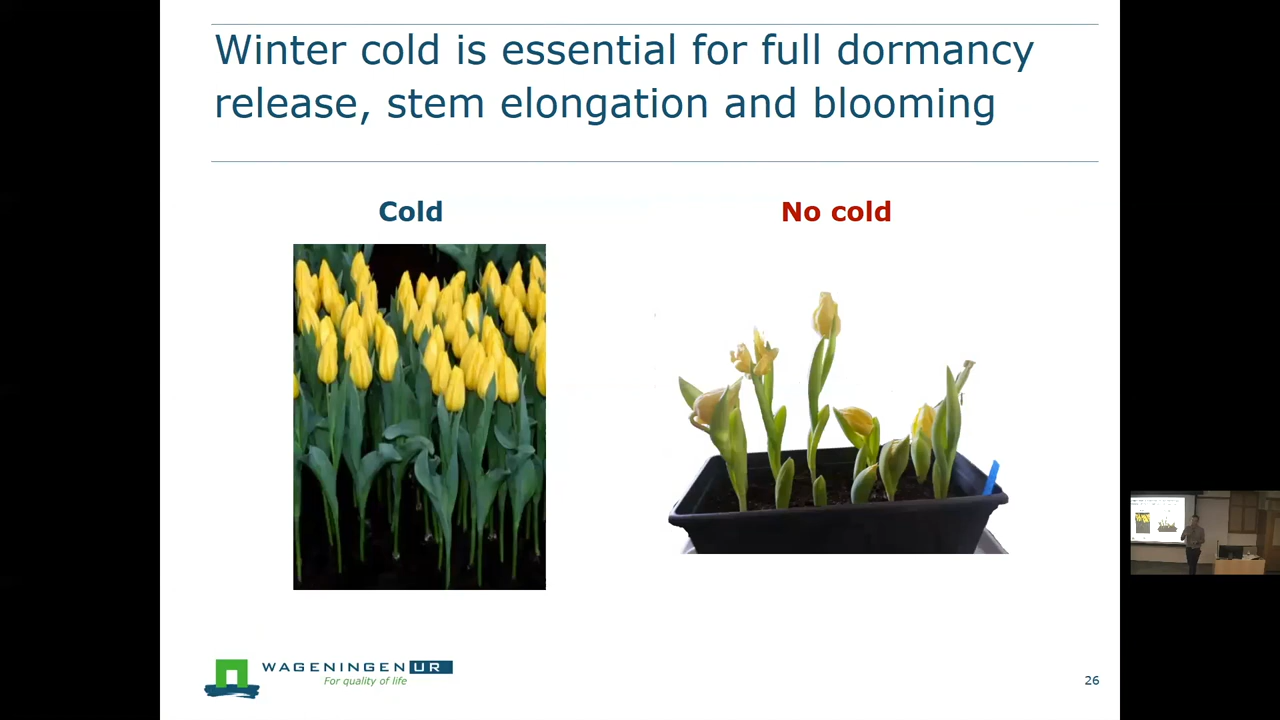 Winter cold is essential for full dormancy
release, stem elongation and blooming
Cold
No cold
WAGENINGEN UR
For quality of life
26